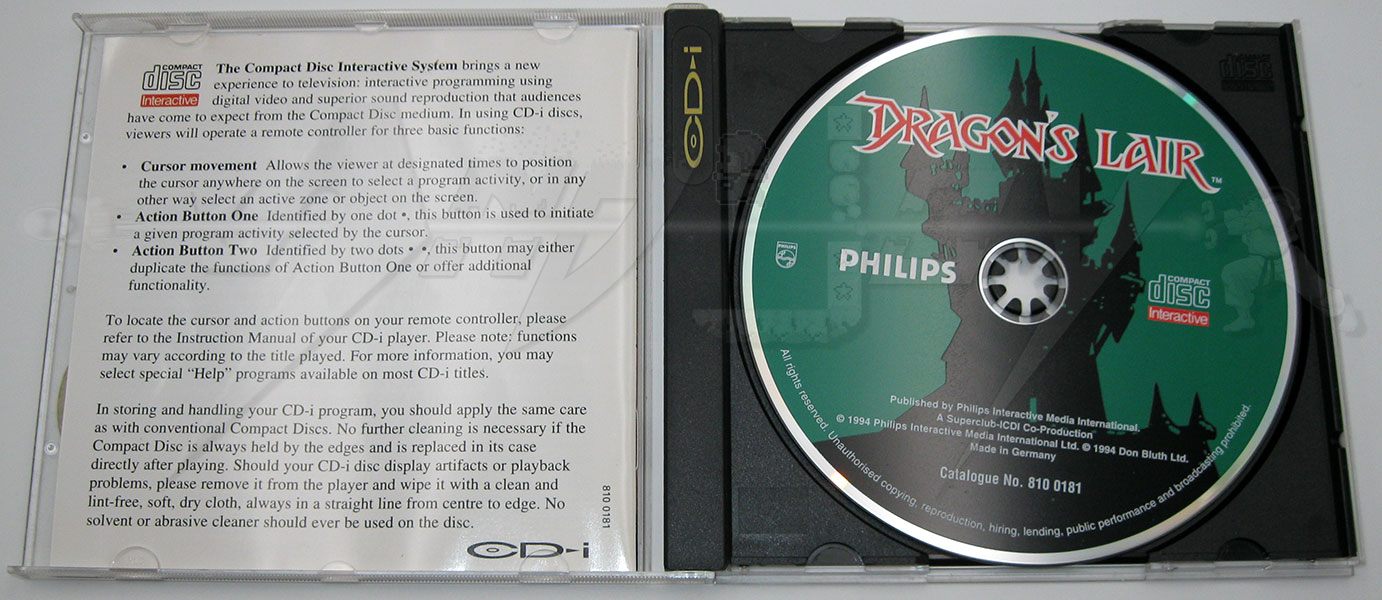 COMPACT
disc
Interactive
The Compact Disc Interactive System brings a new
experience to television: interactive programming using
digital video and superior sound reproduction that audiences
have come to expect from the Compact Disc medium. In using CD-i discs,
viewers will operate a remote controller for three basic functions:
• Cursor movement Allows the viewer at designated times to position
the cursor anywhere on the screen to select a program activity, or in any
other way select an active zone or object on the screen.
• Action Button One Identified by one dot •, this button is used to initiate
a given program activity selected by the cursor.
• Action Button Two Identified by two dots • •, this button may either
duplicate the functions of Action Button One or offer additional
functionality.
To locate the cursor and action buttons on your remote controller, please
refer to the Instruction Manual of your CD-i player. Please note: functions
may vary according to the title played. For more information, you may
select special “Help” programs available on most CD-i titles.
In storing and handling your CD-i program, you should apply the same care
as with conventional Compact Discs. No further cleaning is necessary if the
Compact Disc is always held by the edges and is replaced in its case
directly after playing. Should your CD-i disc display artifacts or playback
problems, please remove it from the player and wipe it with a clean and
lint-free, soft, dry cloth, always in a straight line from centre to edge. No
solvent or abrasive cleaner should ever be used on the disc.
810 0181
CD-i
CD-i
COMPACT
disc
DRAGON'S LAIR™
PHILIPS
PHILIPS
COMPACT
disc
Interactive
Published by Philips Interactive Media International.
A Superclub-ICDI Co-Production
© 1994 Philips Interactive Media International Ltd. © 1994 Don Bluth Ltd.
Made in Germany
Catalogue No. 810 0181
All rights reserved. Unauthorised copying, reproduction, hiring, lending, public performance and broadcasting prohibited.